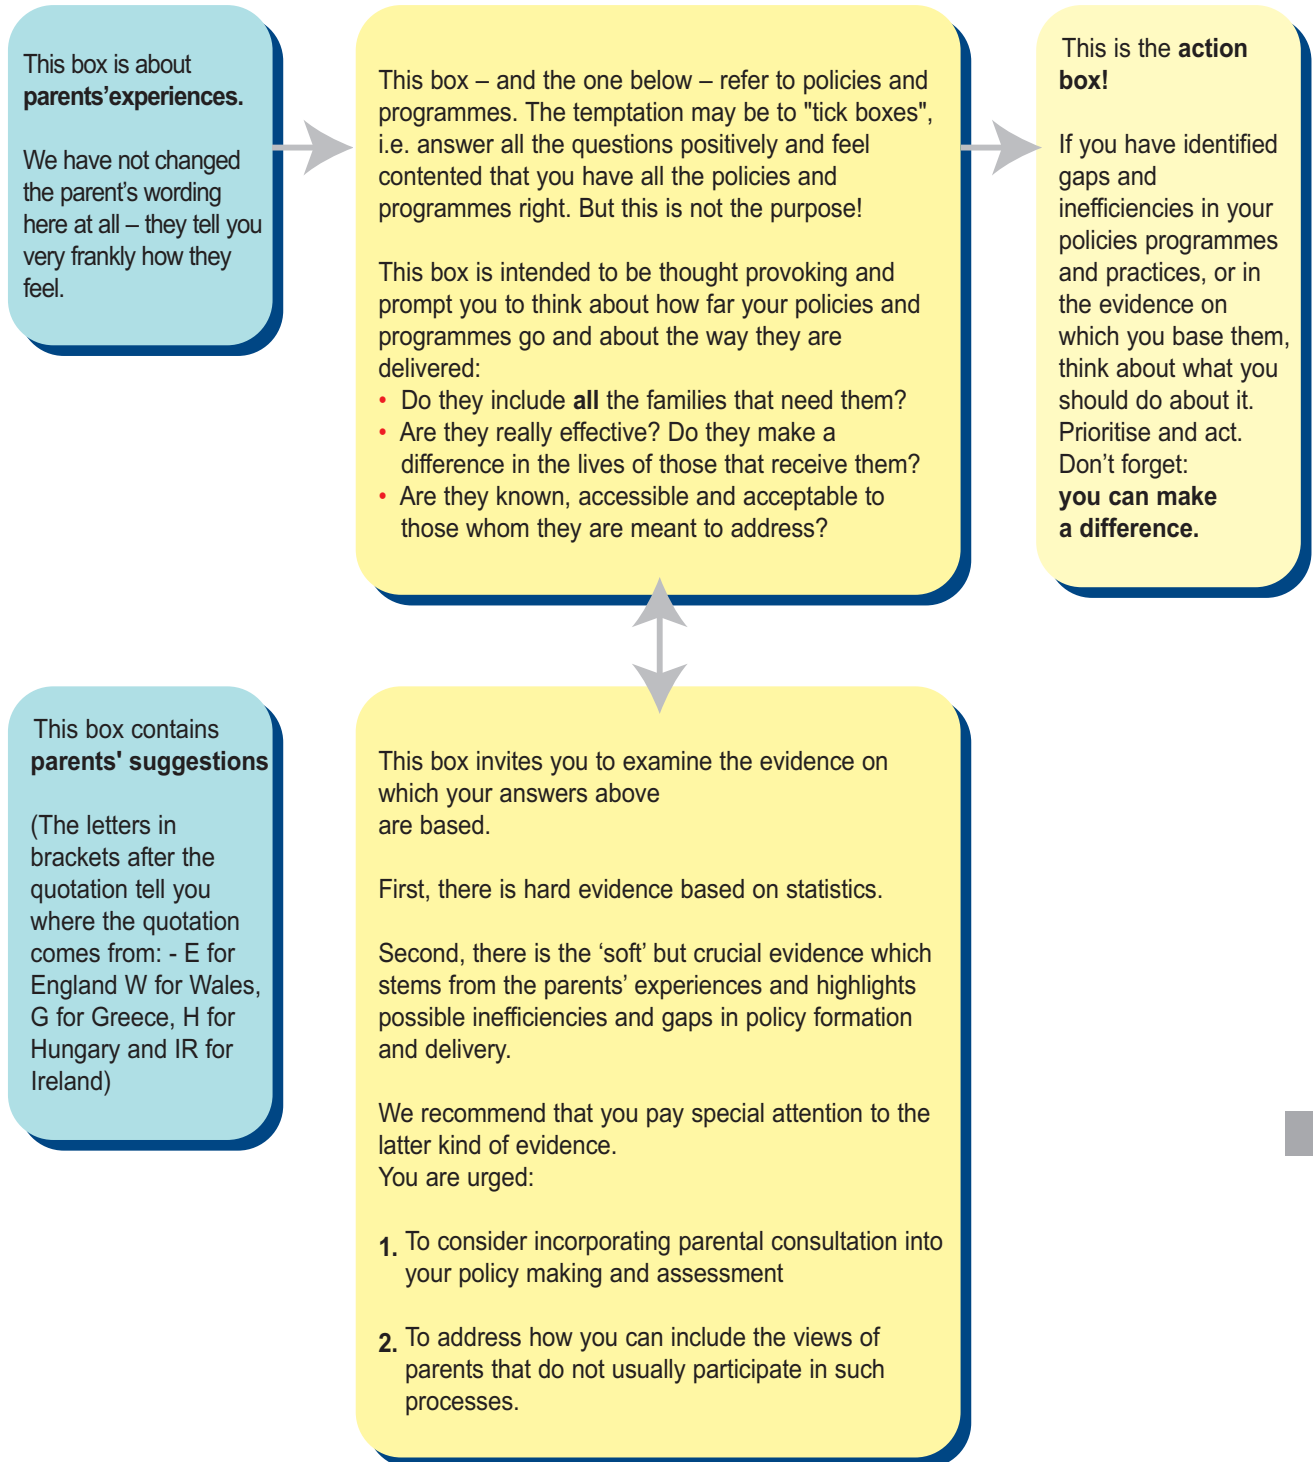 This box is about
parents'experiences.
We have not changed
the parent's wording
here at all – they tell you
very frankly how they
feel.
This box – and the one below – refer to policies and
programmes. The temptation may be to "tick boxes",
i.e. answer all the questions positively and feel
contented that you have all the policies and
programmes right. But this is not the purpose!
This box is intended to be thought provoking and
prompt you to think about how far your policies and
programmes go and about the way they are
delivered:
• Do they include all the families that need them?
• Are they really effective? Do they make a
difference in the lives of those that receive them?
• Are they known, accessible and acceptable to
those whom they are meant to address?
This is the action
box!
If you have identified
gaps and
inefficiencies in your
policies programmes
and practices, or in
the evidence on
which you base them,
think about what you
should do about it.
Prioritise and act.
Don't forget:
you can make
a difference.
This box contains
parents' suggestions
(The letters in
brackets after the
quotation tell you
where the quotation
comes from: - E for
England W for Wales,
G for Greece, H for
Hungary and IR for
Ireland)
This box invites you to examine the evidence on
which your answers above
are based.
First, there is hard evidence based on statistics.
Second, there is the ‘soft’ but crucial evidence which
stems from the parents’ experiences and highlights
possible inefficiencies and gaps in policy formation
and delivery.
We recommend that you pay special attention to the
latter kind of evidence.
You are urged:
1. To consider incorporating parental consultation into
your policy making and assessment
2. To address how you can include the views of
parents that do not usually participate in such
processes.